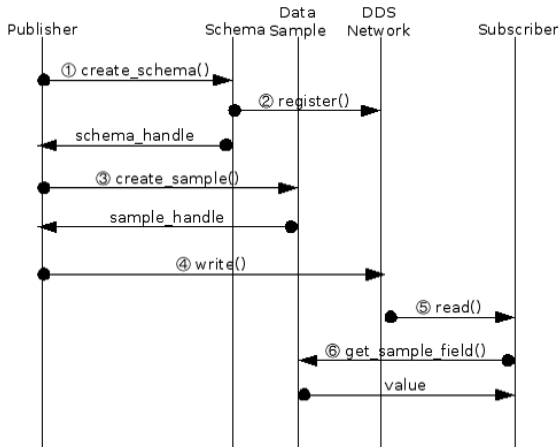 Data DDS
Publisher Schema Sample Network Subscriber
① create_schema()
② register()
schema_handle
③ create_sample()
sample_handle
④ write()
⑤ read()
⑥ get_sample_field()
value